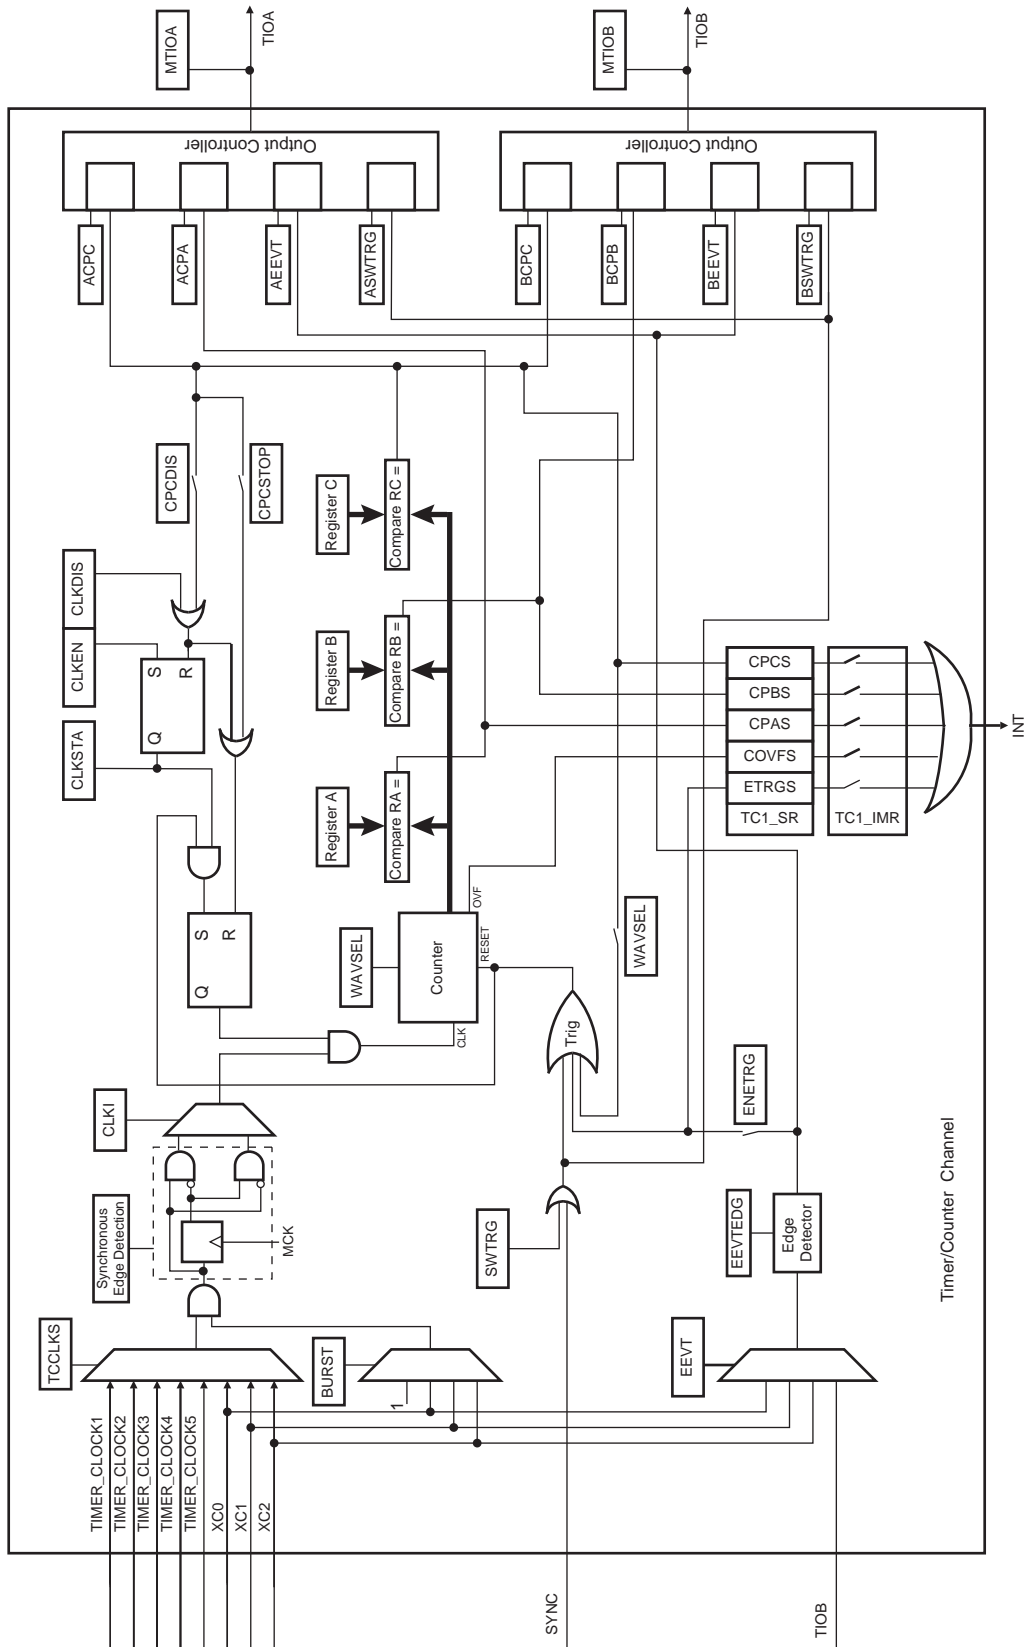 TIMER_CLOCK1
TIMER_CLOCK2
TIMER_CLOCK3
TIMER_CLOCK4
TIMER_CLOCK5
XC0
XC1
XC2
TCCLKS
Synchronous
Edge Detection
CLKI
MCK
BURST
1
CLKSTA
CLKEN
CLKDIS
Q
S
R
Q
S
R
CPCDIS
CPCSTOP
WAVSEL
Counter
CLK
RESET
OVF
Register A
Register B
Register C
Compare RA =
Compare RB =
Compare RC =
ACPC
ACPA
AEEVT
ASWTRG
Output Controller
MTIOA
TIOA
BCPC
BCPB
BEEVT
BSWTRG
Output Controller
MTIOB
TIOB
SYNC
SWTRG
Trig
WAVSEL
ENETRG
EEVT
EEVTEDG
Edge
Detector
TIOB
CPCS
CPBS
CPAS
COVFS
ETRGS
TC1_SR
TC1_IMR
INT
Timer/Counter Channel